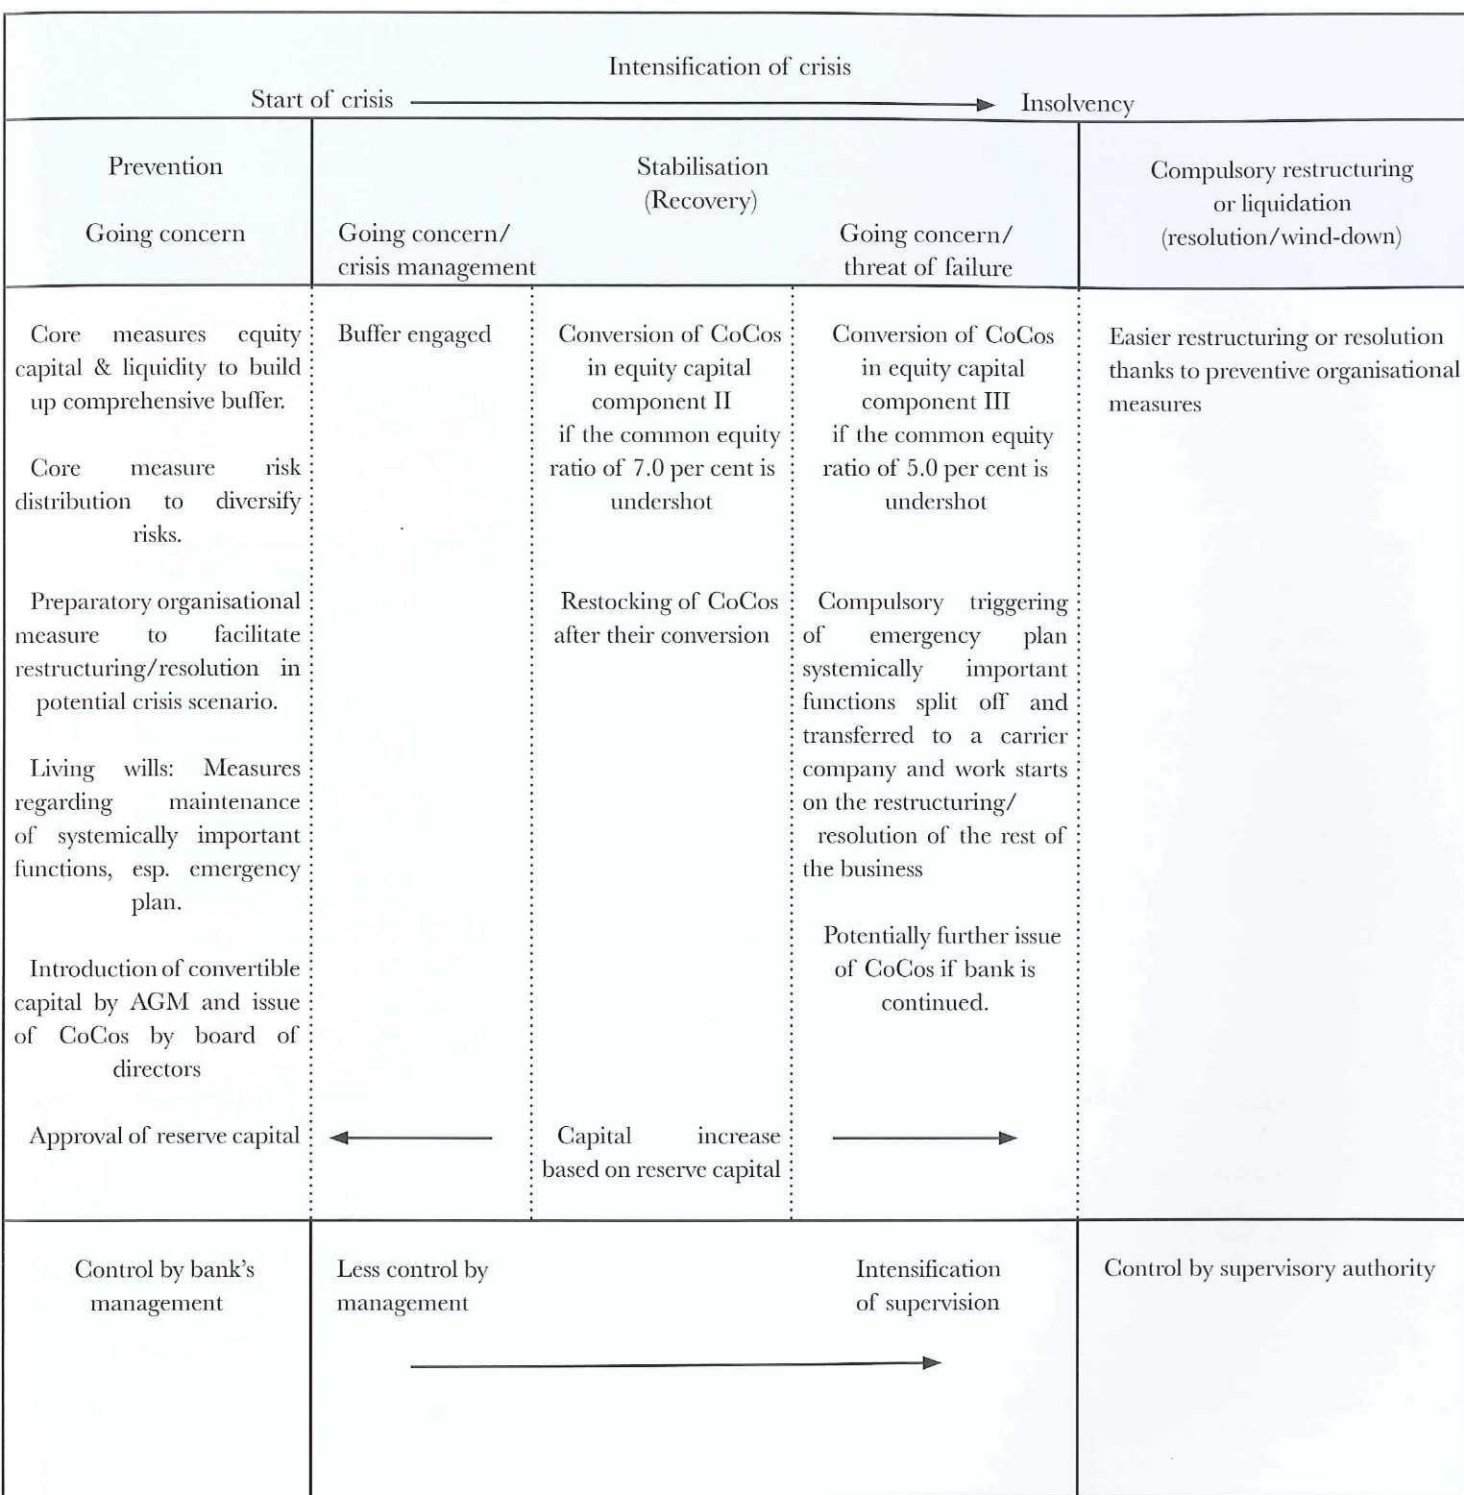 Intensification of crisis
Start of crisis
Insolvency
Prevention
Going concern
Stabilisation
(Recovery)
Going concern/
crisis management
Going concern/
threat of failure
Compulsory restructuring
or liquidation
(resolution/wind-down)
Core measures equity
capital & liquidity to build
up comprehensive buffer.
Core measure risk
distribution to diversify
risks.
Preparatory organisational
measure to facilitate
restructuring/resolution in
potential crisis scenario.
Living wills: Measures
regarding maintenance
of systemically important
functions, esp. emergency
plan.
Introduction of convertible
capital by AGM and issue
of CoCos by board of
directors
Approval of reserve capital
Buffer engaged
Conversion of CoCos
in equity capital
component II
if the common equity
ratio of 7.0 per cent is
undershot
Restocking of CoCos
after their conversion
Capital increase
based on reserve capital
Conversion of CoCos
in equity capital
component III
if the common equity
ratio of 5.0 per cent is
undershot
Compulsory triggering
of emergency plan
systemically important
functions split off and
transferred to a carrier
company and work starts
on the restructuring/
resolution of the rest of
the business
Potentially further issue
of CoCos if bank is
continued.
Easier restructuring or resolution
thanks to preventive organisational
measures
Control by bank's
management
Less control by
management
Intensification
of supervision
Control by supervisory authority